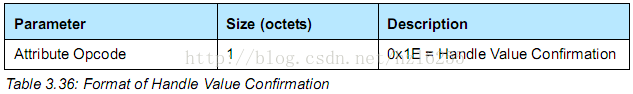 Parameter Size (octets) Description
Attribute Opcode 1 0x1E = Handle Value Confirmation
Table 3.36: Format of Handle Value Confirmation